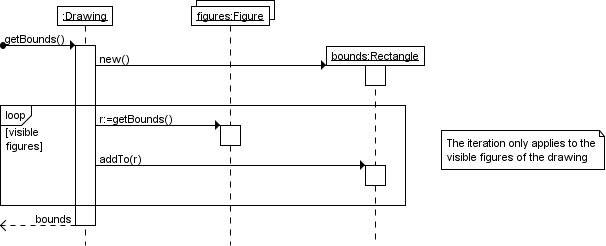 :Drawing
figures:Figure
getBounds()
new()
bounds:Rectangle
loop
[visible
figures]
r:=getBounds()
addTo(r)
The iteration only applies to the
visible figures of the drawing
bounds